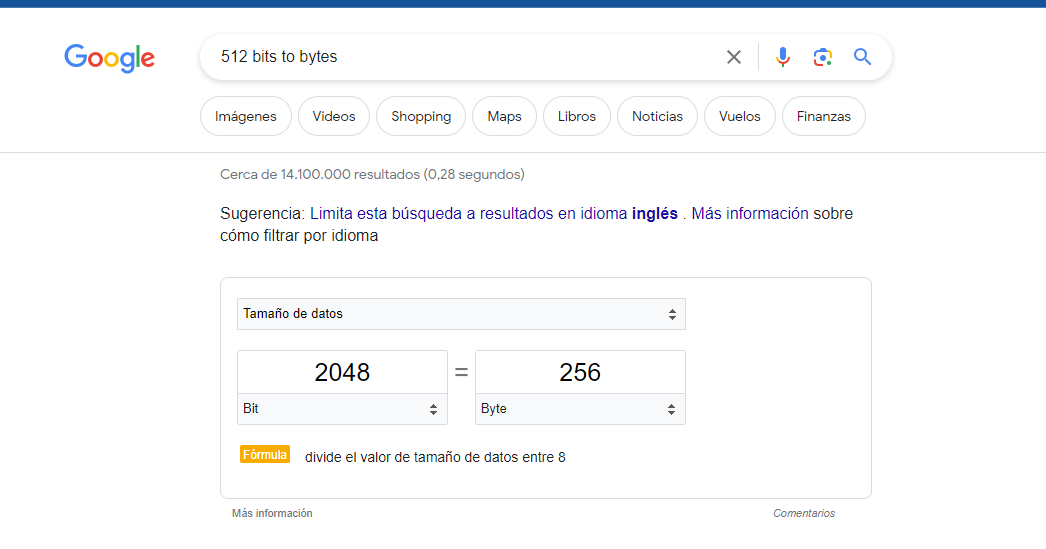 Google
512 bits to bytes
Imágenes
Videos
Shopping
Maps
Libros
Noticias
Vuelos
Finanzas
Cerca de 14.100.000 resultados (0,28 segundos)
Sugerencia: Limita esta búsqueda a resultados en idioma inglés . Más información sobre
cómo filtrar por idioma
Tamaño de datos
2048 = 256
Bit Byte
Fórmula divide el valor de tamaño de datos entre 8
Más información Comentarios